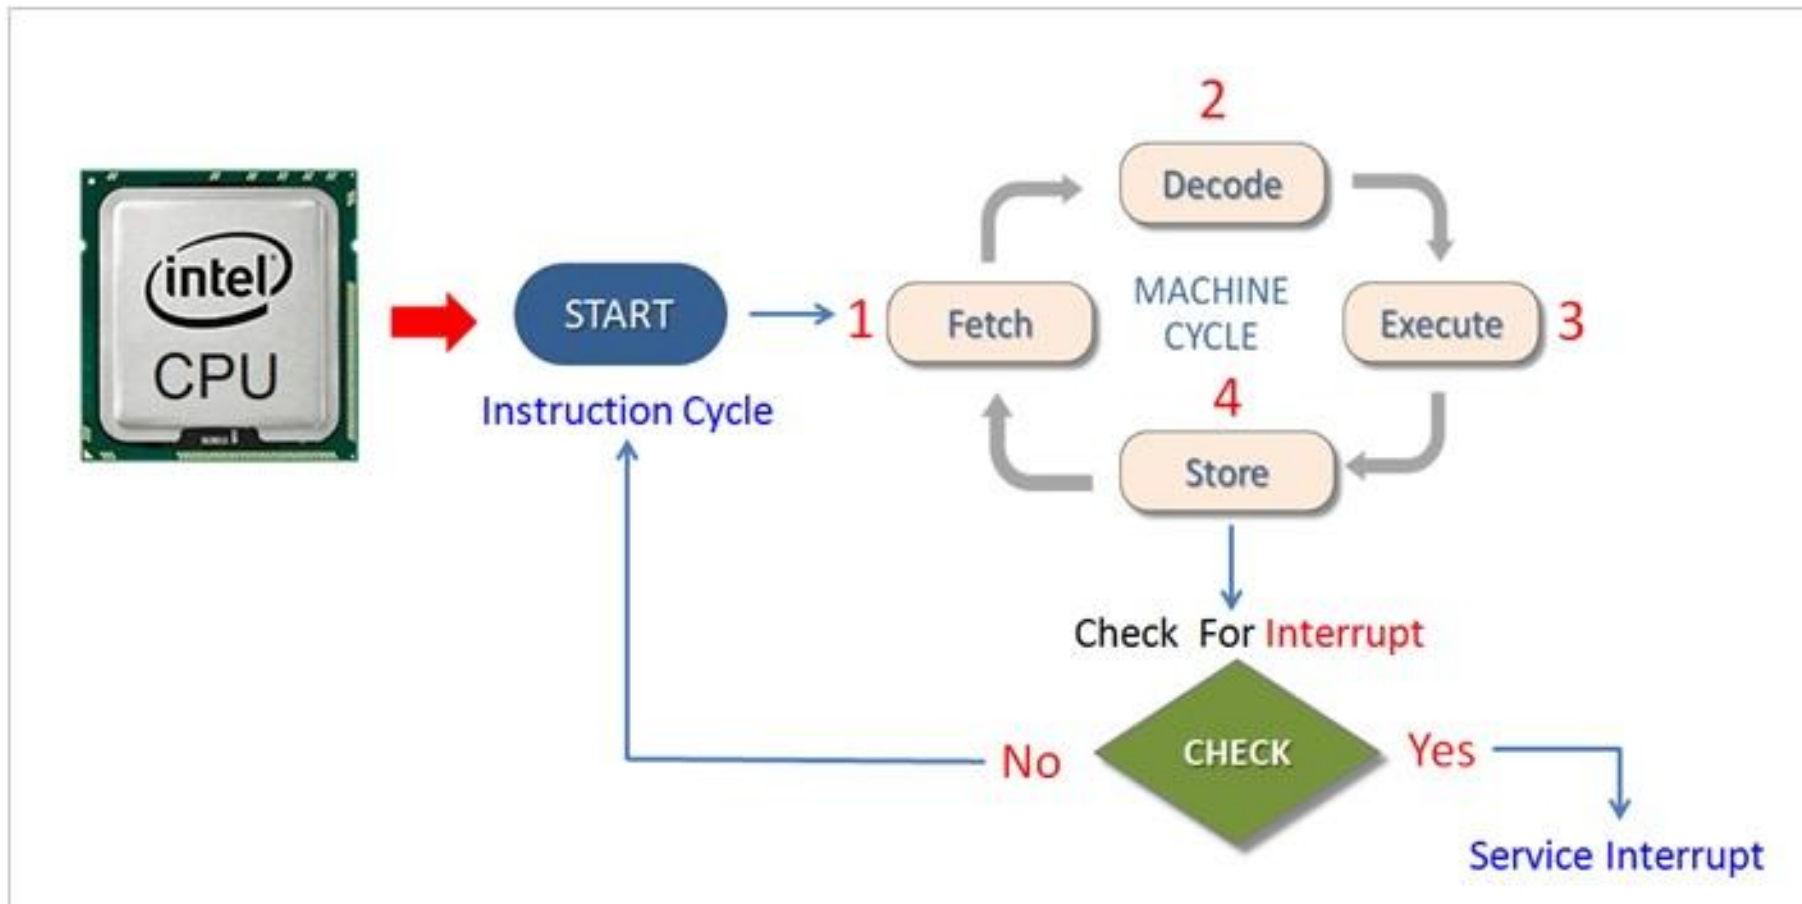 intel
CPU
START
Instruction Cycle
1
Fetch
2
Decode
MACHINE
CYCLE
Execute
3
4
Store
Check For Interrupt
CHECK
No
Yes
Service Interrupt